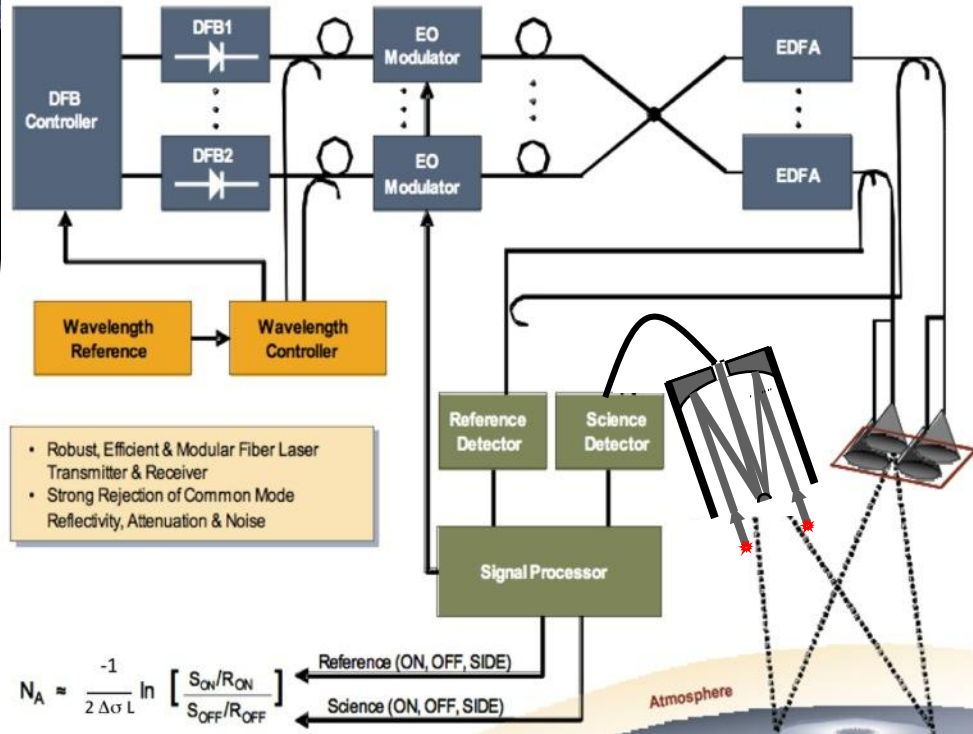 DFB
Controller
DFB1
DFB2
EO
Modulator
EO
Modulator
EDFA
EDFA
Wavelength
Reference
Wavelength
Controller
Reference
Detector
Science
Detector
• Robust, Efficient & Modular Fiber Laser
Transmitter & Receiver
• Strong Rejection of Common Mode
Reflectivity, Attenuation & Noise
Signal Processor
Reference (ON, OFF, SIDE)
Science (ON, OFF, SIDE)
N_A ≈ -1 / 2 Δσ L ln [ S_ON/R_ON / S_OFF/R_OFF ]
Atmosphere